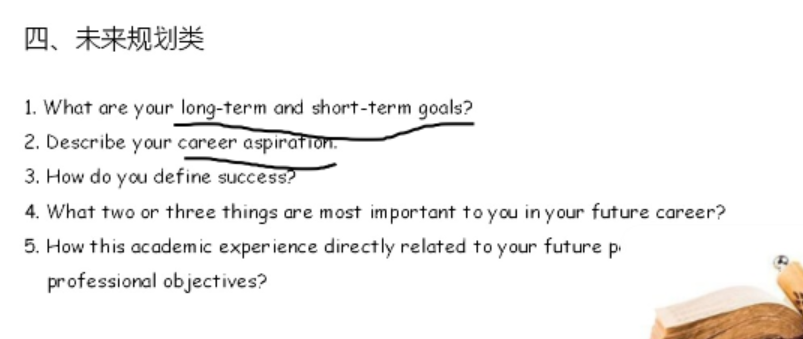 四、未来规划类
1. What are your long-term and short-term goals?
2. Describe your career aspiration.
3. How do you define success?
4. What two or three things are most important to you in your future career?
5. How this academic experience directly related to your future
professional objectives?